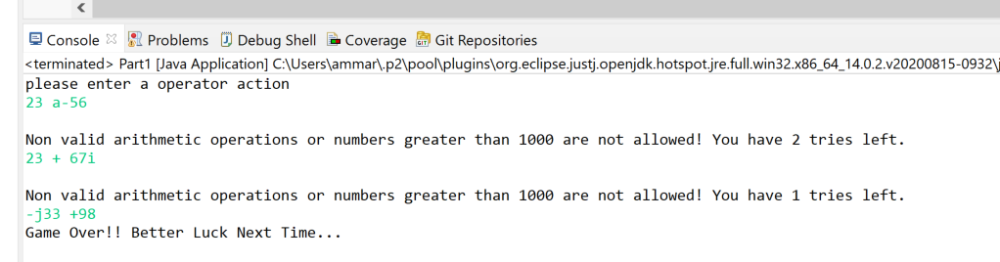 Console Problems Debug Shell Coverage Git Repositories
<terminated> Part1 [Java Application] C:\Users\ammar\.p2\pool\plugins\org.eclipse.justj.openjdk.hotspot.jre.full.win32.x86_64_14.0.2.v20200815-0932\j
please enter a operator action
23 a-56
Non valid arithmetic operations or numbers greater than 1000 are not allowed! You have 2 tries left.
23 + 67i
Non valid arithmetic operations or numbers greater than 1000 are not allowed! You have 1 tries left.
-j33 +98
Game Over!! Better Luck Next Time...